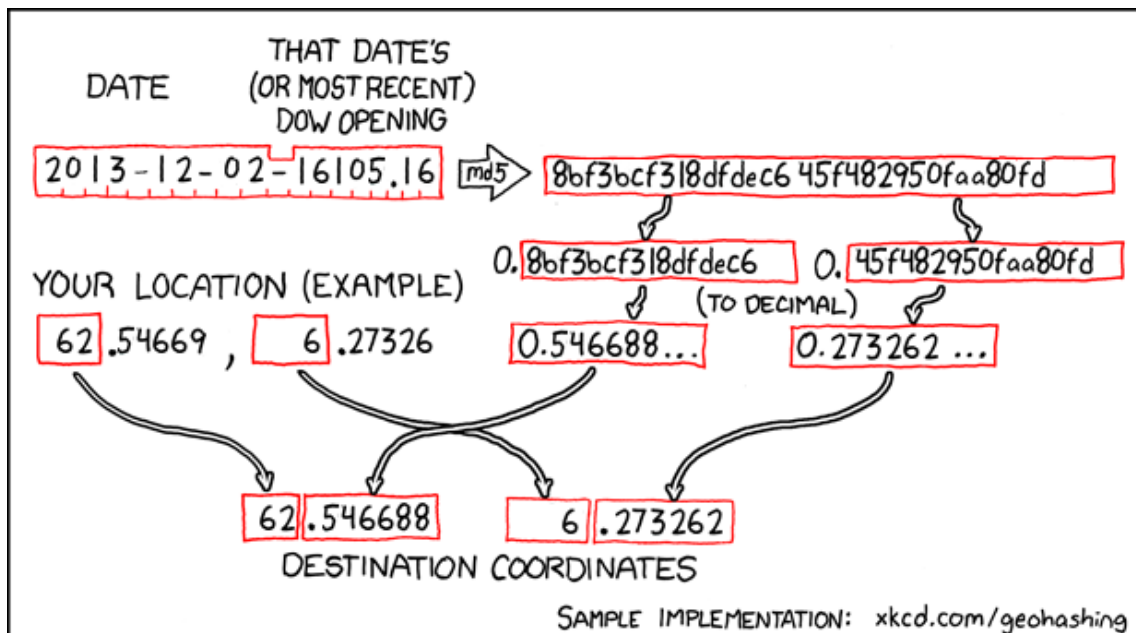 DATE
THAT DATE'S
(OR MOST RECENT)
DOW OPENING
2013-12-02-16105.16
md5
8bf3bcf318dfdec6 45f482950faa80fd
0. 8bf3bcf318dfdec6
0. 45f482950faa80fd
YOUR LOCATION (EXAMPLE)
(TO DECIMAL)
62.54669, 6.27326
0.546688...
0.273262...
62.546688
6.273262
DESTINATION COORDINATES
SAMPLE IMPLEMENTATION: xkcd.com/geohashing